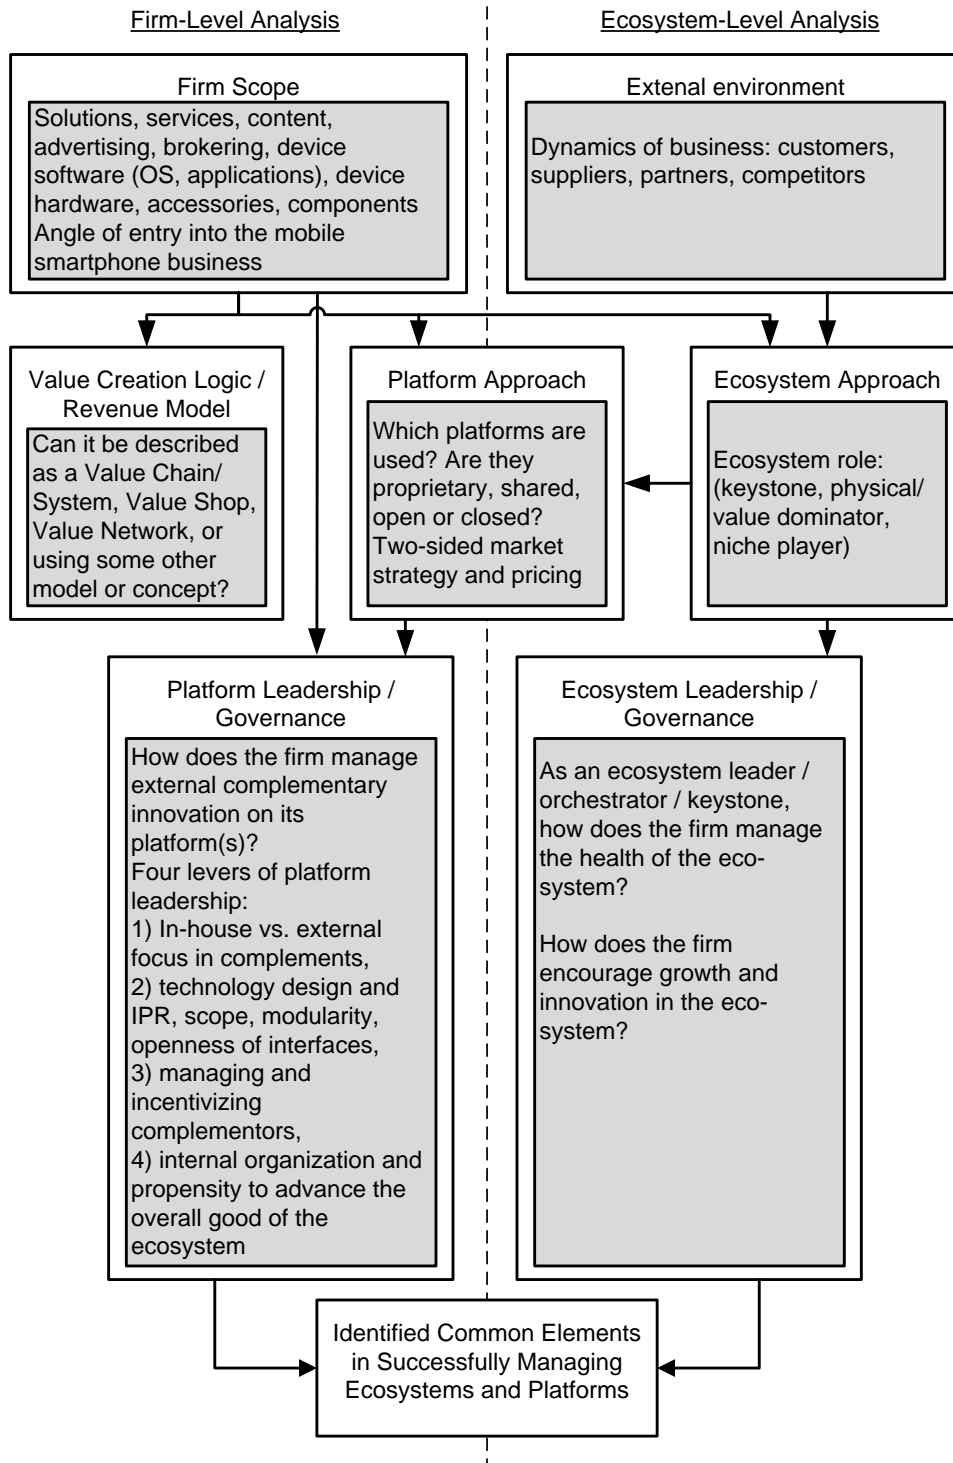 Firm-Level Analysis
Ecosystem-Level Analysis
Firm Scope
Solutions, services, content,
advertising, brokering, device
software (OS, applications), device
hardware, accessories, components
Angle of entry into the mobile
smartphone business
Extenal environment
Dynamics of business: customers,
suppliers, partners, competitors
Value Creation Logic /
Revenue Model
Can it be described
as a Value Chain/
System, Value Shop,
Value Network, or
using some other
model or concept?
Platform Approach
Which platforms are
used? Are they
proprietary, shared,
open or closed?
Two-sided market
strategy and pricing
Ecosystem Approach
Ecosystem role:
(keystone, physical/
value dominator,
niche player)
Platform Leadership /
Governance
How does the firm manage
external complementary
innovation on its
platform(s)?
Four levers of platform
leadership:
1) In-house vs. external
focus in complements,
2) technology design and
IPR, scope, modularity,
openness of interfaces,
3) managing and
incentivizing
complementors,
4) internal organization and
propensity to advance the
overall good of the
ecosystem
Ecosystem Leadership /
Governance
As an ecosystem leader /
orchestrator / keystone,
how does the firm manage
the health of the eco-
system?
How does the firm
encourage growth and
innovation in the eco-
system?
Identified Common Elements
in Successfully Managing
Ecosystems and Platforms